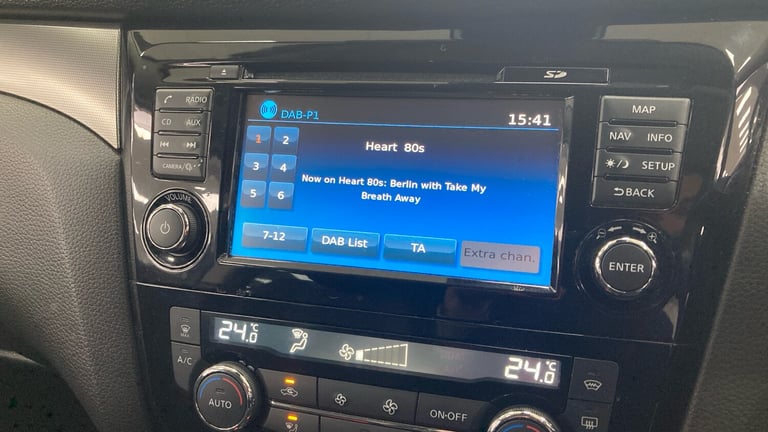 RADIO
CD AUX
CAMERA/
VOLUME
DAB-P1
15:41
1 2
3 4
5 6
Heart 80s
Now on Heart 80s: Berlin with Take My
Breath Away
7-12 DAB List TA Extra chan.
SD
MAP
NAV INFO
SETUP
BACK
ENTER
24.0°C
24.0°C
MAX
A/C
AUTO
ON·OFF